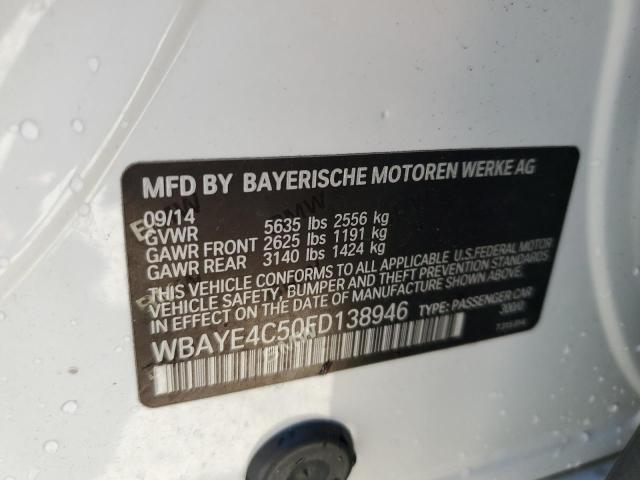 MFD BY BAYERISCHE MOTOREN WERKE AG
09/14
GVWR 5635 lbs 2556 kg
GAWR FRONT 2625 lbs 1191 kg
GAWR REAR 3140 lbs 1424 kg
THIS VEHICLE CONFORMS TO ALL APPLICABLE U.S. FEDERAL MOTOR
VEHICLE SAFETY, BUMPER AND THEFT PREVENTION STANDARDS
IN EFFECT ON THE DATE OF MANUFACTURE SHOWN ABOVE.
WBAYE4C50FD138946 TYPE: PASSENGER CAR